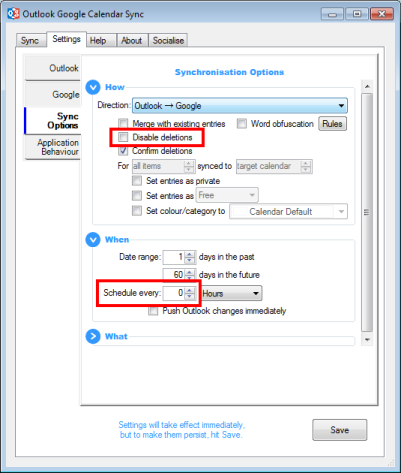 Outlook Google Calendar Sync
Sync Settings Help About Socialise
Outlook
Google
Sync
Options
Application
Behaviour
Synchronisation Options
How
Direction: Outlook → Google
Merge with existing entries Word obfuscation Rules
Disable deletions
Confirm deletions
For all items synced to target calendar
Set entries as private
Set entries as Free
Set colour/category to Calendar Default
When
Date range: 1 days in the past
60 days in the future
Schedule every: 0 Hours
Push Outlook changes immediately
What
Settings will take effect immediately,
but to make them persist, hit Save.
Save